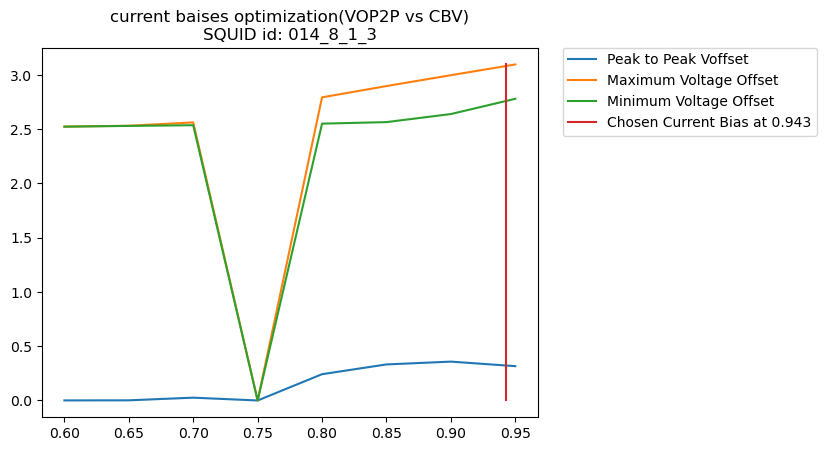 current baises optimization(VOP2P vs CBV)
SQUID id: 014_8_1_3
Peak to Peak Voffset
Maximum Voltage Offset
Minimum Voltage Offset
Chosen Current Bias at 0.943
3.0
2.5
2.0
1.5
1.0
0.5
0.0
0.60 0.65 0.70 0.75 0.80 0.85 0.90 0.95